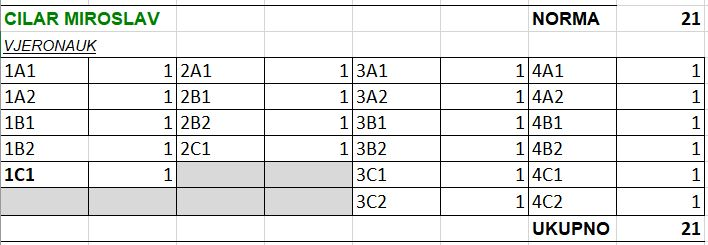 CILAR MIROSLAV NORMA 21
VJERONAUK
1A1 1 2A1 1 3A1 1 4A1 1
1A2 1 2B1 1 3A2 1 4A2 1
1B1 1 2B2 1 3B1 1 4B1 1
1B2 1 2C1 1 3B2 1 4B2 1
1C1 1 3C1 1 4C1 1
3C2 1 4C2 1
UKUPNO 21